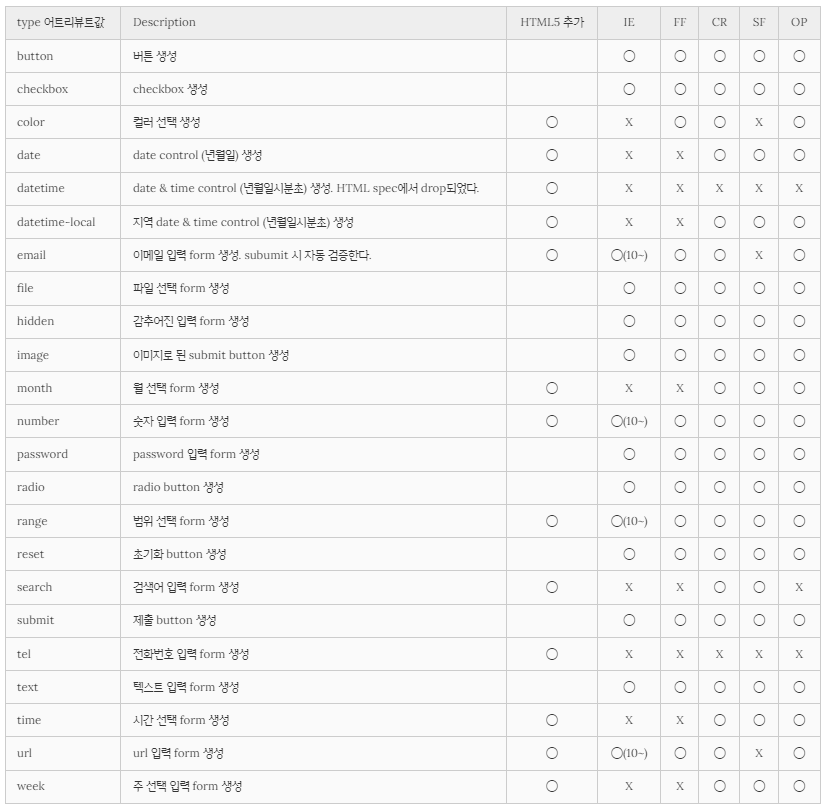 type 어트리뷰트값 Description HTML5 추가 IE FF CR SF OP
button 버튼 생성 ◯ ◯ ◯ ◯ ◯
checkbox checkbox 생성 ◯ ◯ ◯ ◯ ◯
color 컬러 선택 생성 ◯ X ◯ ◯ X ◯
date date control (년월일) 생성 ◯ X X ◯ ◯ ◯
datetime date & time control (년월일시분초) 생성. HTML spec에서 drop되었다. ◯ X X X X X
datetime-local 지역 date & time control (년월일시분초) 생성 ◯ X X ◯ ◯ ◯
email 이메일 입력 form 생성. subumit 시 자동 검증한다. ◯ ◯(10~) ◯ ◯ X ◯
file 파일 선택 form 생성 ◯ ◯ ◯ ◯ ◯
hidden 감추어진 입력 form 생성 ◯ ◯ ◯ ◯ ◯
image 이미지로 된 submit button 생성 ◯ ◯ ◯ ◯ ◯
month 월 선택 form 생성 ◯ X X ◯ ◯ ◯
number 숫자 입력 form 생성 ◯ ◯(10~) ◯ ◯ ◯ ◯
password password 입력 form 생성 ◯ ◯ ◯ ◯ ◯
radio radio button 생성 ◯ ◯ ◯ ◯ ◯
range 범위 선택 form 생성 ◯ ◯(10~) ◯ ◯ ◯ ◯
reset 초기화 button 생성 ◯ ◯ ◯ ◯ ◯
search 검색어 입력 form 생성 ◯ X X ◯ ◯ X
submit 제출 button 생성 ◯ ◯ ◯ ◯ ◯
tel 전화번호 입력 form 생성 ◯ X X X X X
text 텍스트 입력 form 생성 ◯ ◯ ◯ ◯ ◯
time 시간 선택 form 생성 ◯ X X ◯ ◯ ◯
url url 입력 form 생성 ◯ ◯(10~) ◯ ◯ X ◯
week 주 선택 입력 form 생성 ◯ X X ◯ ◯ ◯